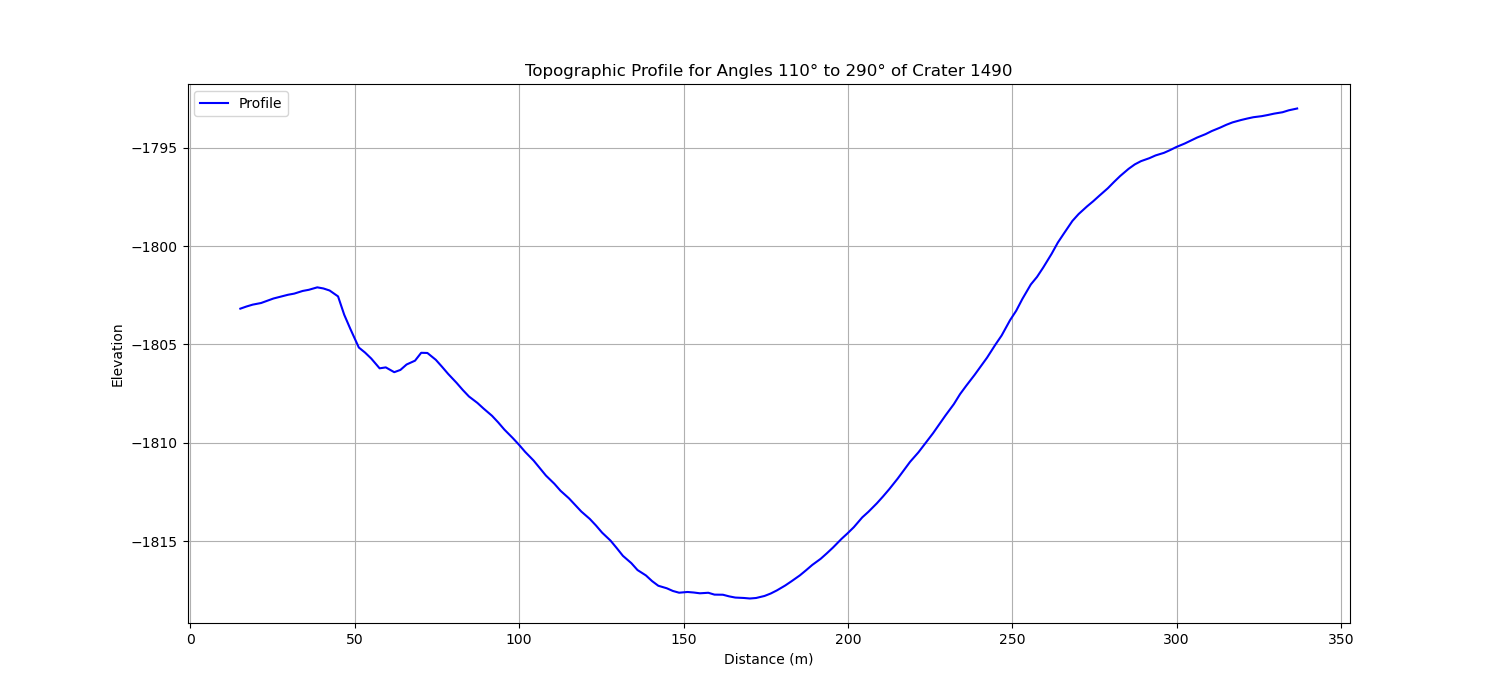 Topographic Profile for Angles 110° to 290° of Crater 1490
Profile
−1795
−1800
−1805
−1810
−1815
Elevation
0 50 100 150 200 250 300 350
Distance (m)